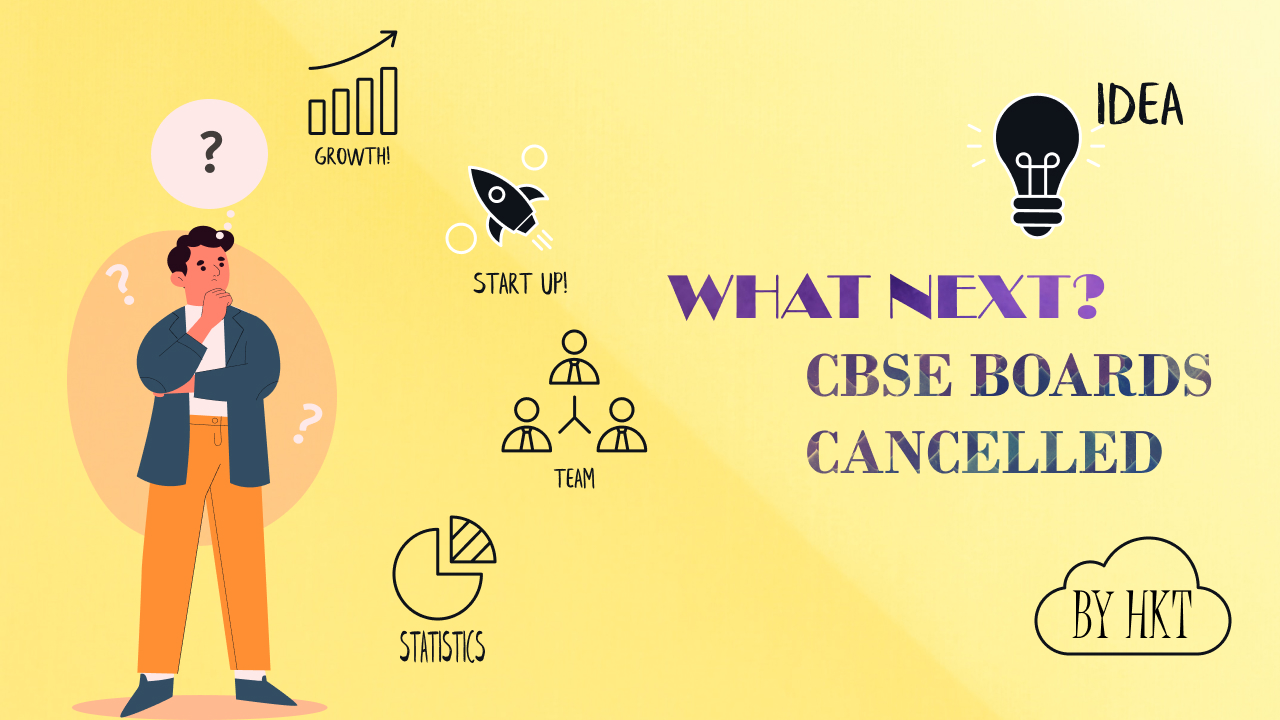 GROWTH!
?
?
?
START UP!
TEAM
STATISTICS
IDEA
WHAT NEXT?
CBSE BOARDS
CANCELLED
BY HKT